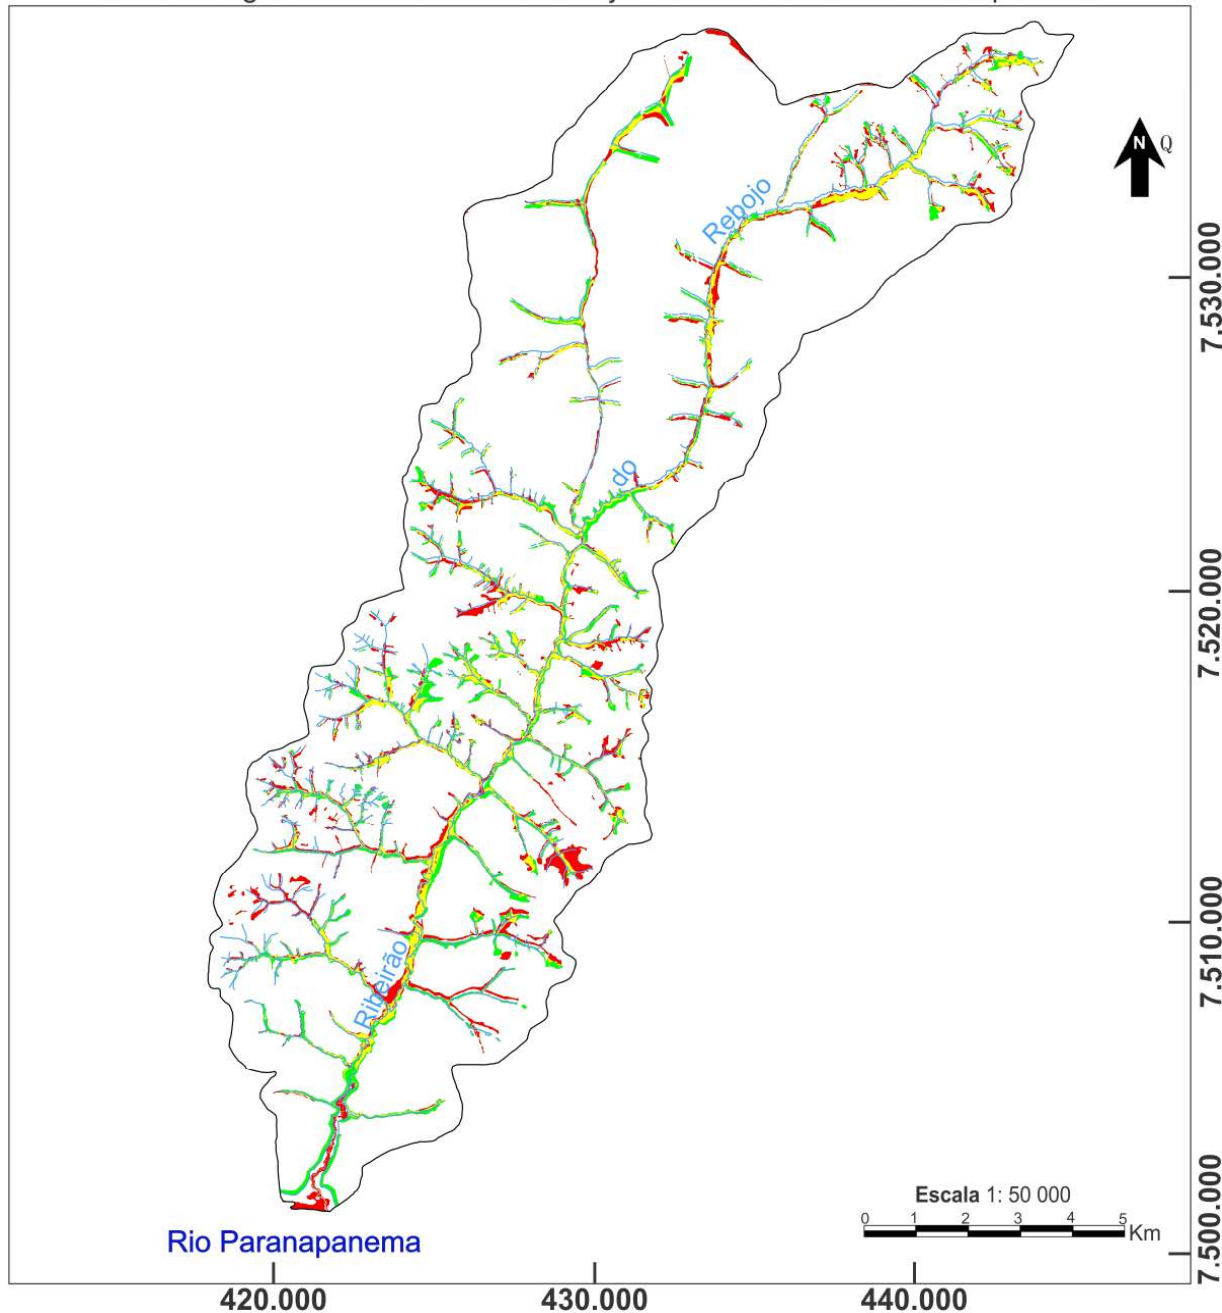 N Q
Rebojo
do
Ribeirão
7.530.000
7.520.000
7.510.000
7.500.000
Escala 1: 50 000
0 1 2 3 4 5
Km
Rio Paranapanema
420.000 430.000 440.000